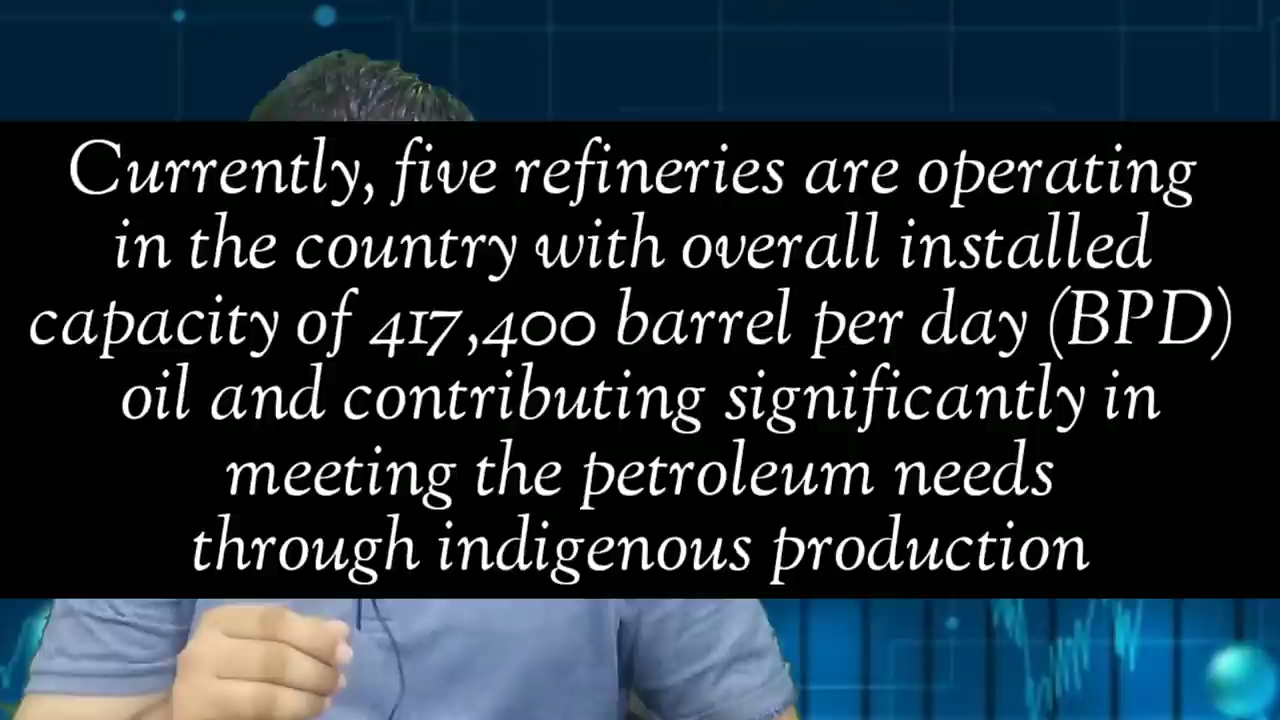 Currently, five refineries are operating
in the country with overall installed
capacity of 417,400 barrel per day (BPD)
oil and contributing significantly in
meeting the petroleum needs
through indigenous production